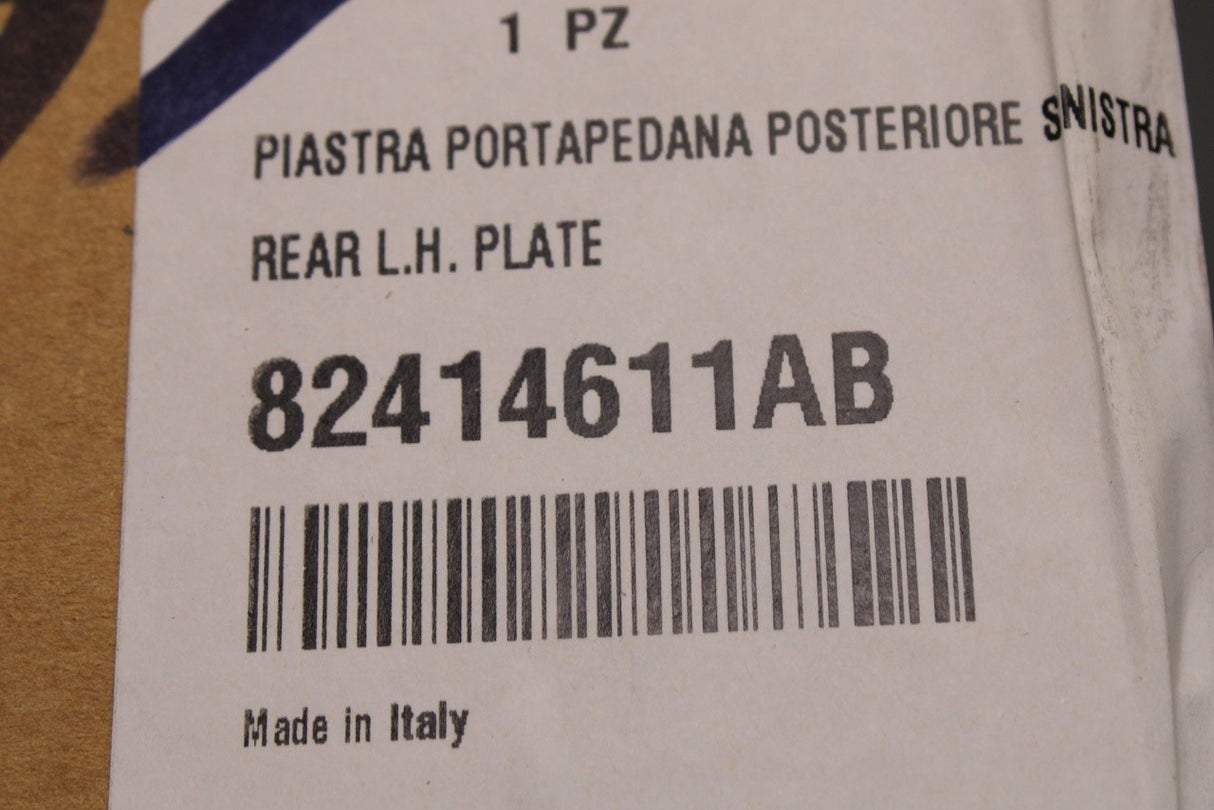 1 PZ
PIASTRA PORTAPEDANA POSTERIORE SINISTRA
REAR L.H. PLATE
82414611AB
Made in Italy